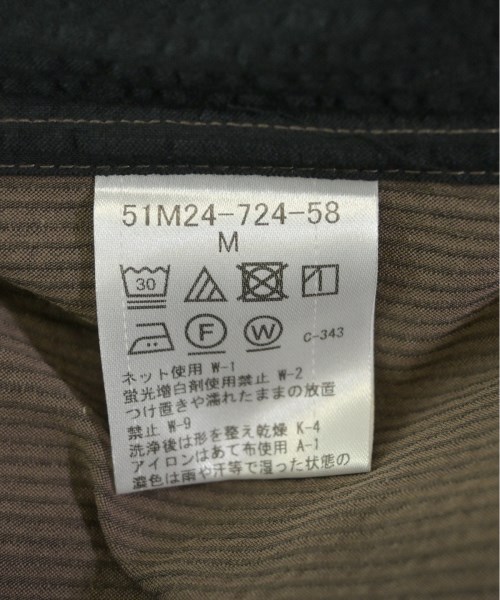 51M24-724-58
M
30
F W C-343
ネット使用 W-1
蛍光増白剤使用禁止 W-2
つけ置きや濡れたままの放置
禁止 W-9
洗浄後は形を整え乾燥 K-4
アイロンはあて布使用 A-1
濃色は雨や汗等で湿った状態の